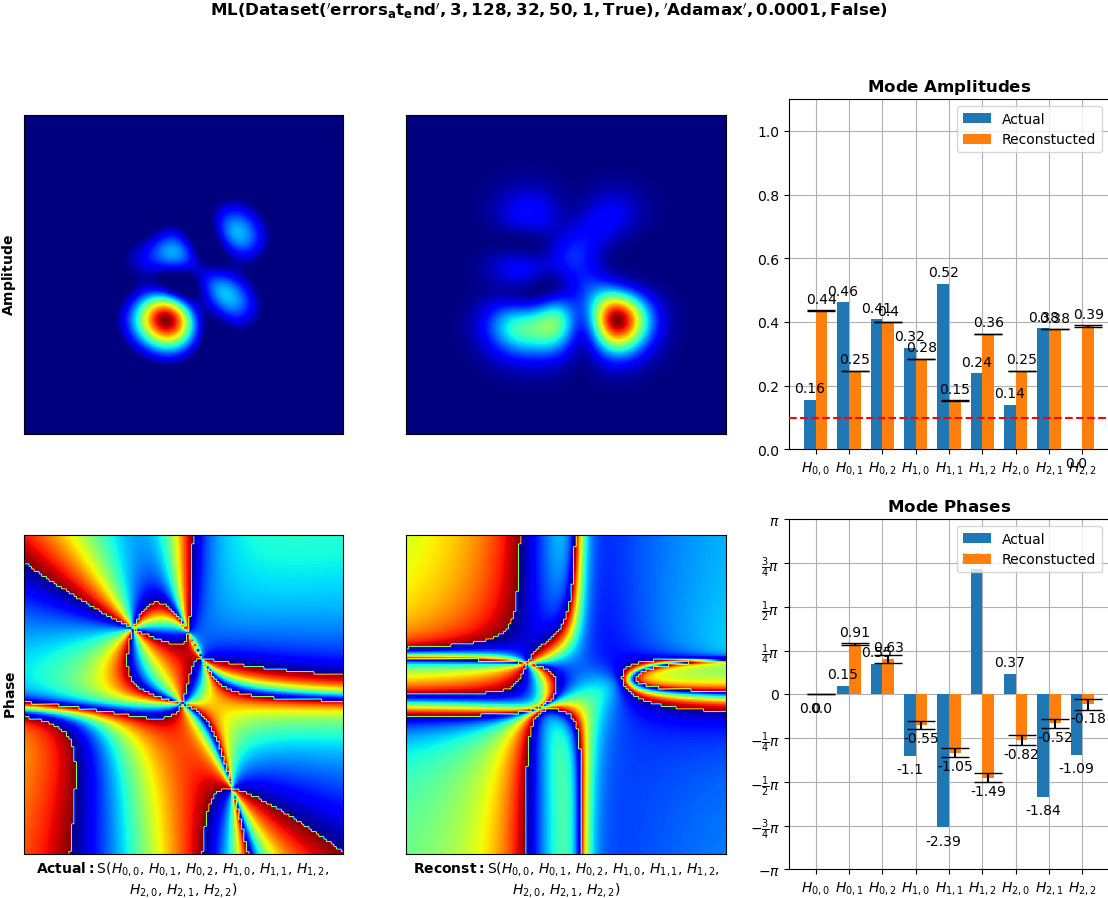 ML(Dataset('errors_at_end', 3, 128, 32, 50, 1, True), 'Adamax', 0.0001, False)
Amplitude
Mode Amplitudes
Actual
Reconstucted
1.0
0.8
0.6
0.4
0.2
0.0
0.16 0.46 0.41 0.32 0.52 0.24 0.14 0.38 0.0
0.44 0.25 0.4 0.28 0.15 0.36 0.25 0.38 0.39
H0,0 H0,1 H0,2 H1,0 H1,1 H1,2 H2,0 H2,1 H2,2
Phase
Mode Phases
Actual
Reconstucted
π
3/4π
1/2π
1/4π
0
−1/4π
−1/2π
−3/4π
−π
0.0 0.15 0.55 -1.1 -2.39 0.37 -1.84 -1.09
0.0 0.91 0.63 -0.55 -1.05 -1.49 -0.82 -0.52 -0.18
H0,0 H0,1 H0,2 H1,0 H1,1 H1,2 H2,0 H2,1 H2,2
Actual: S(H0,0, H0,1, H0,2, H1,0, H1,1, H1,2,
H2,0, H2,1, H2,2)
Reconst: S(H0,0, H0,1, H0,2, H1,0, H1,1, H1,2,
H2,0, H2,1, H2,2)